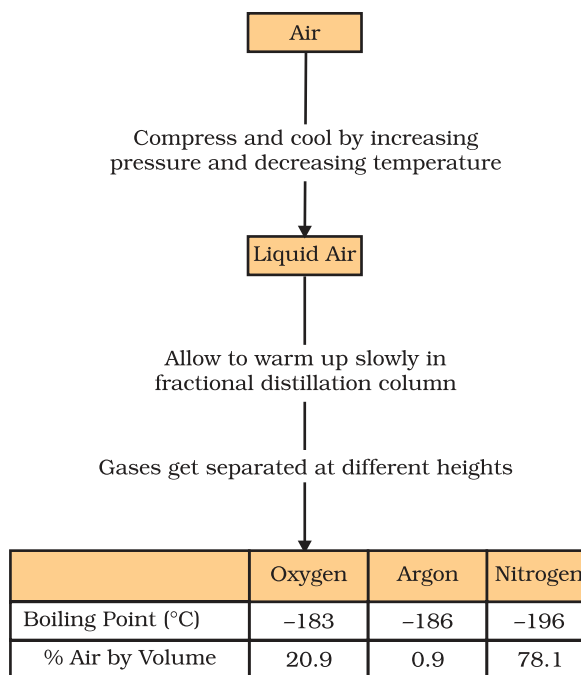 Air
Compress and cool by increasing
pressure and decreasing temperature
Liquid Air
Allow to warm up slowly in
fractional distillation column
Gases get separated at different heights
Oxygen Argon Nitrogen
Boiling Point (°C) –183 –186 –196
% Air by Volume 20.9 0.9 78.1